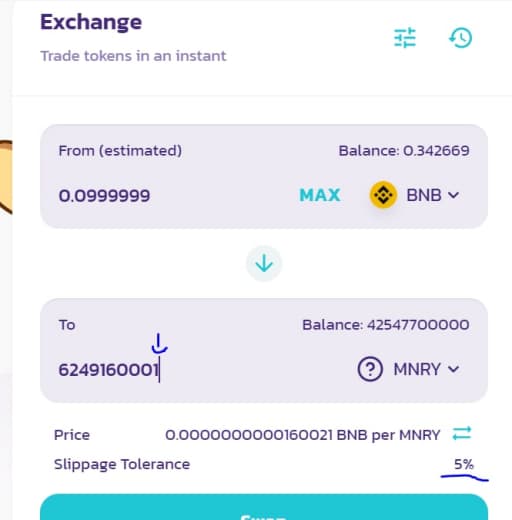 Exchange
Trade tokens in an instant
From (estimated) Balance: 0.342669
0.0999999 MAX BNB
To Balance: 42547700000
6249160001 MNRY
Price 0.0000000000160021 BNB per MNRY
Slippage Tolerance 5%
Swap